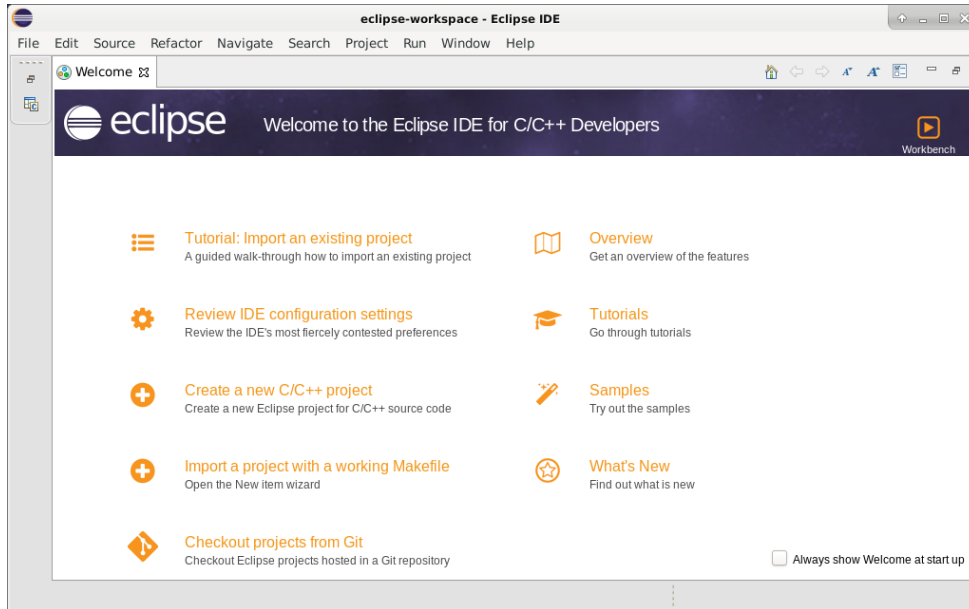 eclipse-workspace - Eclipse IDE
File Edit Source Refactor Navigate Search Project Run Window Help
Welcome
eclipse Welcome to the Eclipse IDE for C/C++ Developers
Workbench
Tutorial: Import an existing project
A guided walk-through how to import an existing project
Overview
Get an overview of the features
Review IDE configuration settings
Review the IDE's most fiercely contested preferences
Tutorials
Go through tutorials
Create a new C/C++ project
Create a new Eclipse project for C/C++ source code
Samples
Try out the samples
Import a project with a working Makefile
Open the New item wizard
What's New
Find out what is new
Checkout projects from Git
Checkout Eclipse projects hosted in a Git repository
Always show Welcome at start up